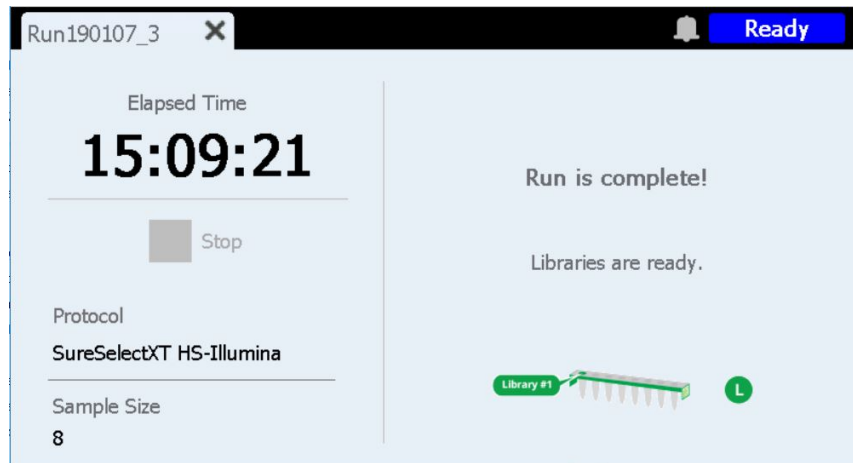 Run190107_3
Ready
Elapsed Time
15:09:21
Stop
Protocol
SureSelectXT HS-Illumina
Sample Size
8
Run is complete!
Libraries are ready.
Library #1
L